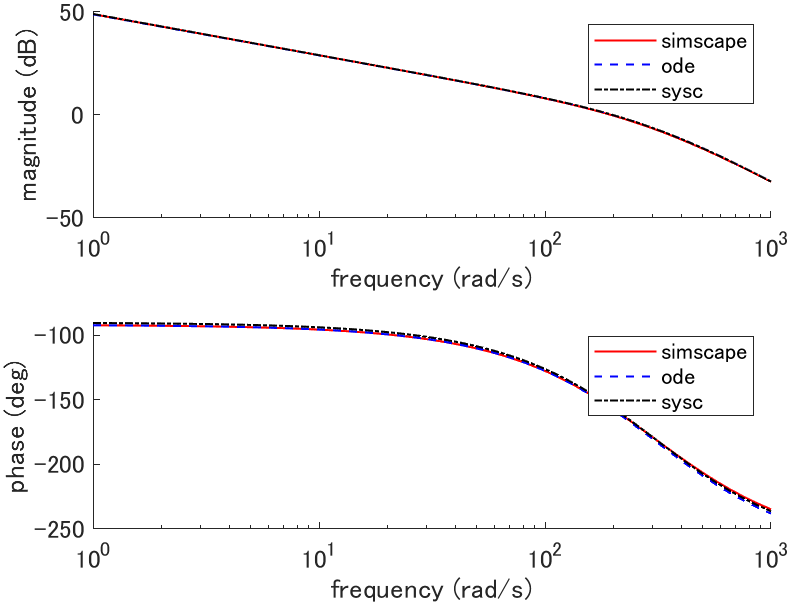 50
0
-50
magnitude (dB)
simscape
ode
sysc
10^0 10^1 10^2 10^3
frequency (rad/s)
-100
-150
-200
-250
phase (deg)
simscape
ode
sysc
10^0 10^1 10^2 10^3
frequency (rad/s)